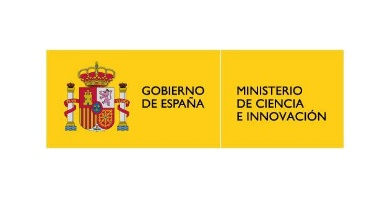 GOBIERNO
DE ESPAÑA
MINISTERIO
DE CIENCIA
E INNOVACIÓN